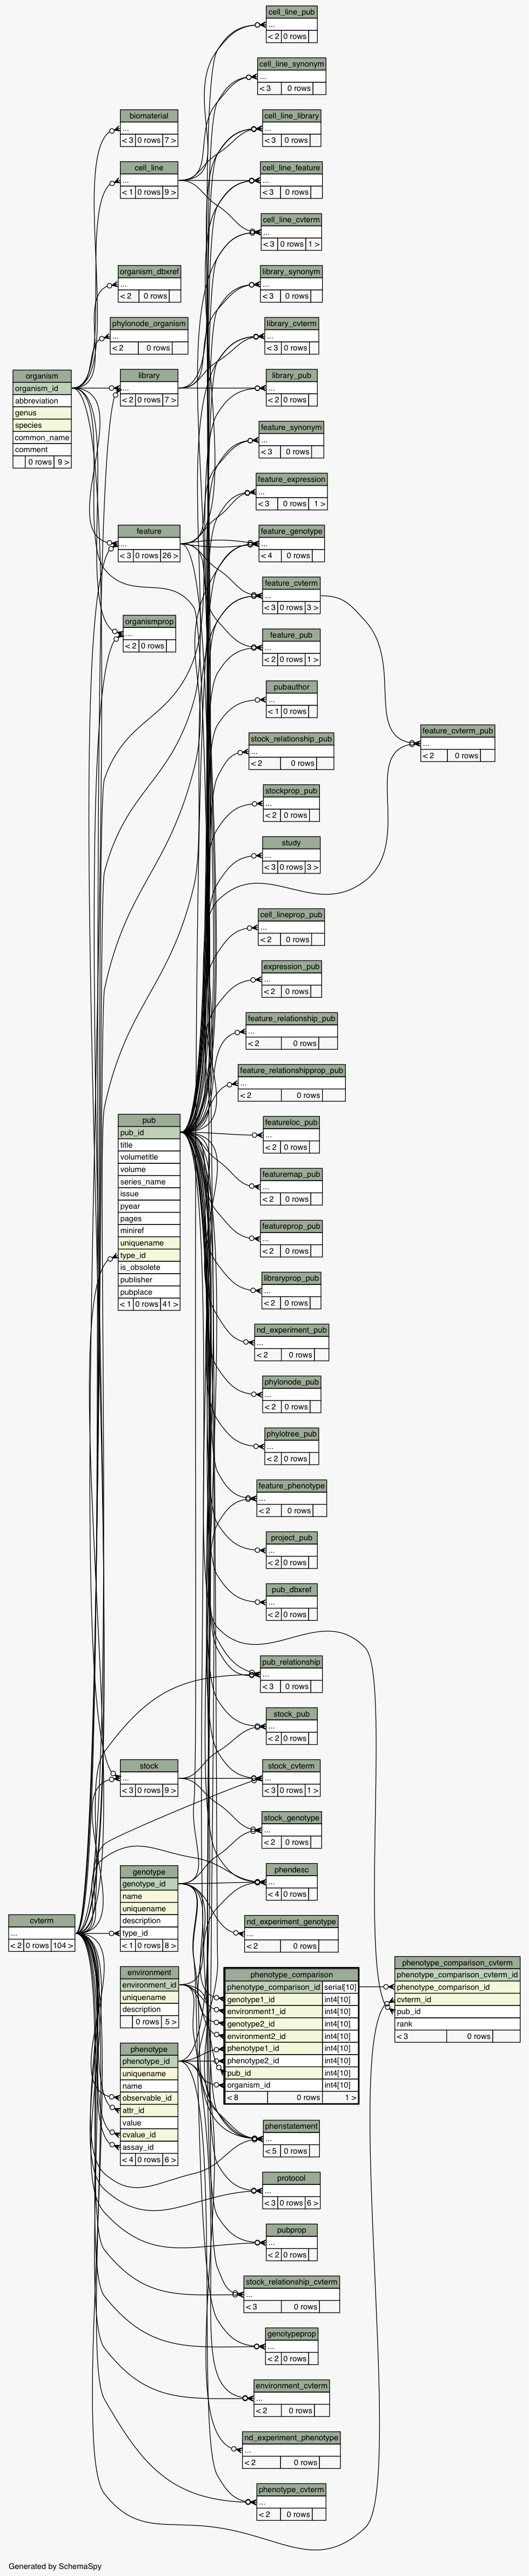 cell_line_pub
...
< 2 0 rows
cell_line_synonym
...
< 3 0 rows
cell_line_library
...
< 3 0 rows
biomaterial
...
< 3 0 rows 7 >
cell_line
...
< 1 0 rows 9 >
cell_line_feature
...
< 3 0 rows
cell_line_cvterm
...
< 3 0 rows 1 >
organism_dbxref
...
< 2 0 rows
library_synonym
...
< 3 0 rows
phylonode_organism
...
< 2 0 rows
library_cvterm
...
< 3 0 rows
organism
organism_id
abbreviation
genus
species
common_name
comment
0 rows 9 >
library
...
< 2 0 rows 7 >
library_pub
...
< 2 0 rows
feature_synonym
...
< 3 0 rows
feature_expression
...
< 3 0 rows 1 >
feature
...
< 3 0 rows 26 >
feature_genotype
...
< 4 0 rows
feature_cvterm
...
< 3 0 rows 3 >
organismprop
...
< 2 0 rows
feature_pub
...
< 2 0 rows 1 >
pubauthor
...
< 1 0 rows
stock_relationship_pub
...
< 2 0 rows
feature_cvterm_pub
...
< 2 0 rows
stockprop_pub
...
< 2 0 rows
study
...
< 3 0 rows 3 >
cell_lineprop_pub
...
< 2 0 rows
expression_pub
...
< 2 0 rows
feature_relationship_pub
...
< 2 0 rows
feature_relationshipprop_pub
...
< 2 0 rows
pub
pub_id
title
volumetitle
volume
series_name
issue
pyear
pages
miniref
uniquename
type_id
is_obsolete
publisher
pubplace
< 1 0 rows 41 >
featureloc_pub
...
< 2 0 rows
featuremap_pub
...
< 2 0 rows
featureprop_pub
...
< 2 0 rows
libraryprop_pub
...
< 2 0 rows
nd_experiment_pub
...
< 2 0 rows
phylonode_pub
...
< 2 0 rows
phylotree_pub
...
< 2 0 rows
feature_phenotype
...
< 2 0 rows
project_pub
...
< 2 0 rows
pub_dbxref
...
< 2 0 rows
pub_relationship
...
< 3 0 rows
stock_pub
...
< 2 0 rows
stock
...
< 3 0 rows 9 >
stock_cvterm
...
< 3 0 rows 1 >
stock_genotype
...
< 2 0 rows
phendesc
...
< 4 0 rows
genotype
genotype_id
name
uniquename
description
type_id
< 1 0 rows 8 >
cvterm
...
< 2 0 rows 104 >
nd_experiment_genotype
...
< 2 0 rows
environment
environment_id
uniquename
description
0 rows 5 >
phenotype_comparison
phenotype_comparison_id serial[10]
genotype1_id int4[10]
environment1_id int4[10]
genotype2_id int4[10]
environment2_id int4[10]
phenotype1_id int4[10]
phenotype2_id int4[10]
pub_id int4[10]
organism_id int4[10]
< 8 0 rows 1 >
phenotype_comparison_cvterm
phenotype_comparison_cvterm_id
phenotype_comparison_id
cvterm_id
pub_id
rank
< 3 0 rows
phenotype
phenotype_id
uniquename
name
observable_id
attr_id
value
cvalue_id
assay_id
< 4 0 rows 6 >
phenstatement
...
< 5 0 rows
protocol
...
< 3 0 rows 6 >
pubprop
...
< 2 0 rows
stock_relationship_cvterm
...
< 3 0 rows
genotypeprop
...
< 2 0 rows
environment_cvterm
...
< 2 0 rows
nd_experiment_phenotype
...
< 2 0 rows
phenotype_cvterm
...
< 2 0 rows
Generated by SchemaSpy